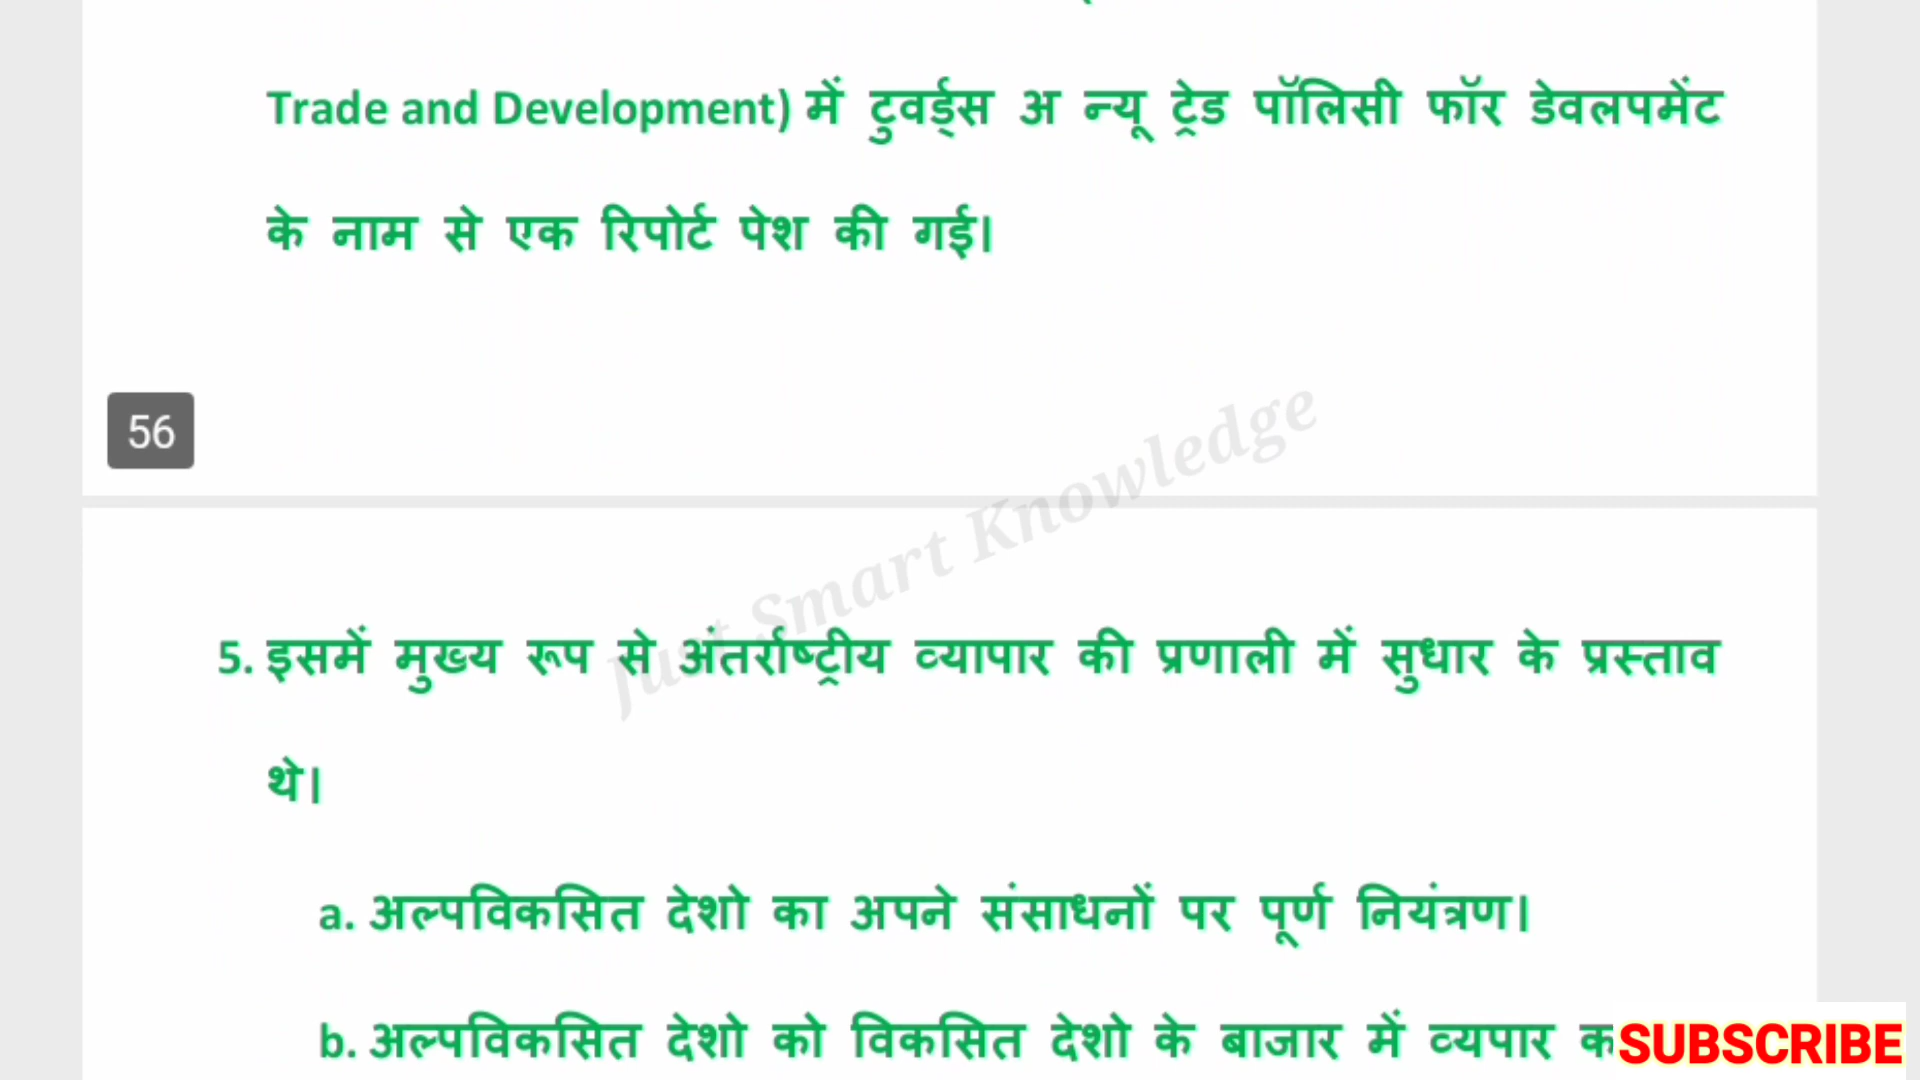 Trade and Development) में टुवर्ड्स अ न्यू ट्रेड पॉलिसी फॉर डेवलपमेंट
के नाम से एक रिपोर्ट पेश की गई।
56
Just Smart Knowledge
5. इसमें मुख्य रूप से अंतर्राष्ट्रीय व्यापार की प्रणाली में सुधार के प्रस्ताव
थे।
a. अल्पविकसित देशो का अपने संसाधनों पर पूर्ण नियंत्रण।
b. अल्पविकसित देशो को विकसित देशो के बाजार में व्यपार
SUBSCRIBE